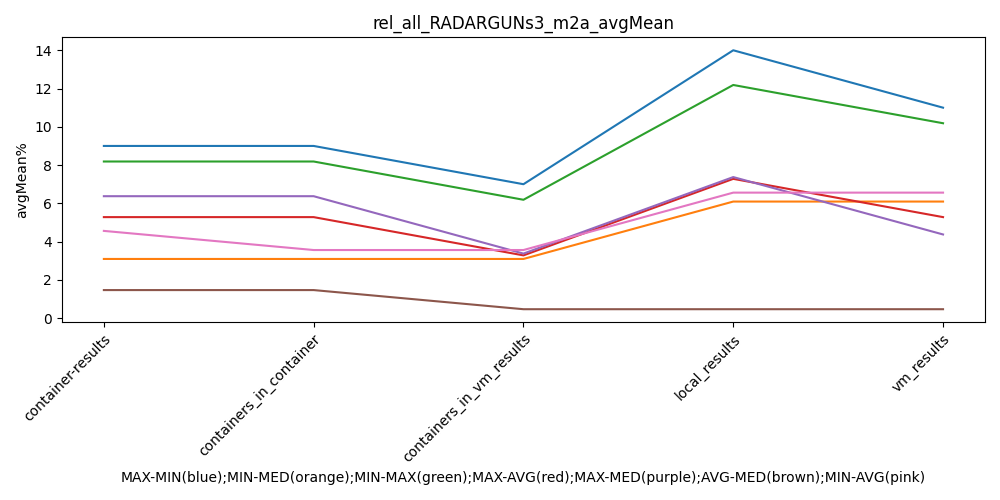 rel_all_RADARGUNs3_m2a_avgMean
avgMean%
14
12
10
8
6
4
2
0
container-results
containers_in_container
containers_in_vm_results
local_results
vm_results
MAX-MIN(blue);MIN-MED(orange);MIN-MAX(green);MAX-AVG(red);MAX-MED(purple);AVG-MED(brown);MIN-AVG(pink)